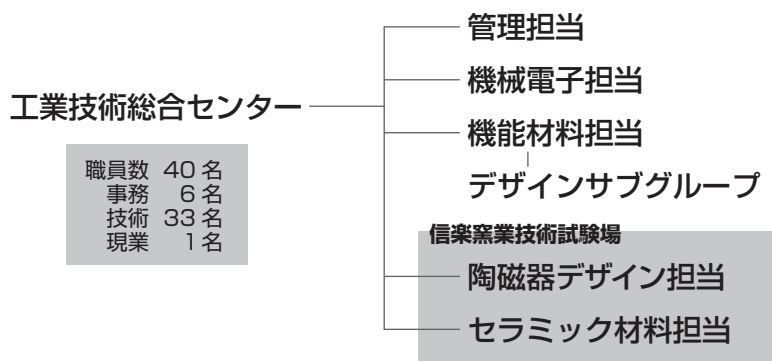 工業技術総合センター
職員数 40名
事務 6名
技術 33名
現業 1名
管理担当
機械電子担当
機能材料担当
デザインサブグループ
信楽窯業技術試験場
陶磁器デザイン担当
セラミック材料担当